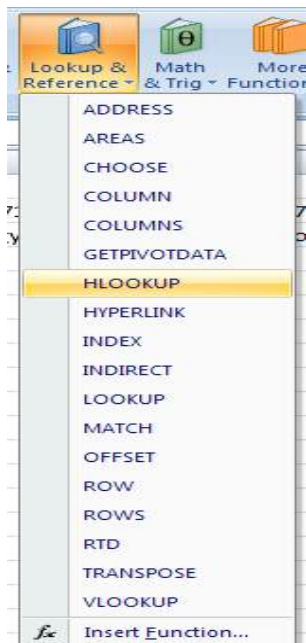 Lookup & Reference
Math & Trig
More
ADDRESS
AREAS
CHOOSE
COLUMN
COLUMNS
GETPIVOTDATA
HLOOKUP
HYPERLINK
INDEX
INDIRECT
LOOKUP
MATCH
OFFSET
ROW
ROWS
RTD
TRANSPOSE
VLOOKUP
fx Insert Function...